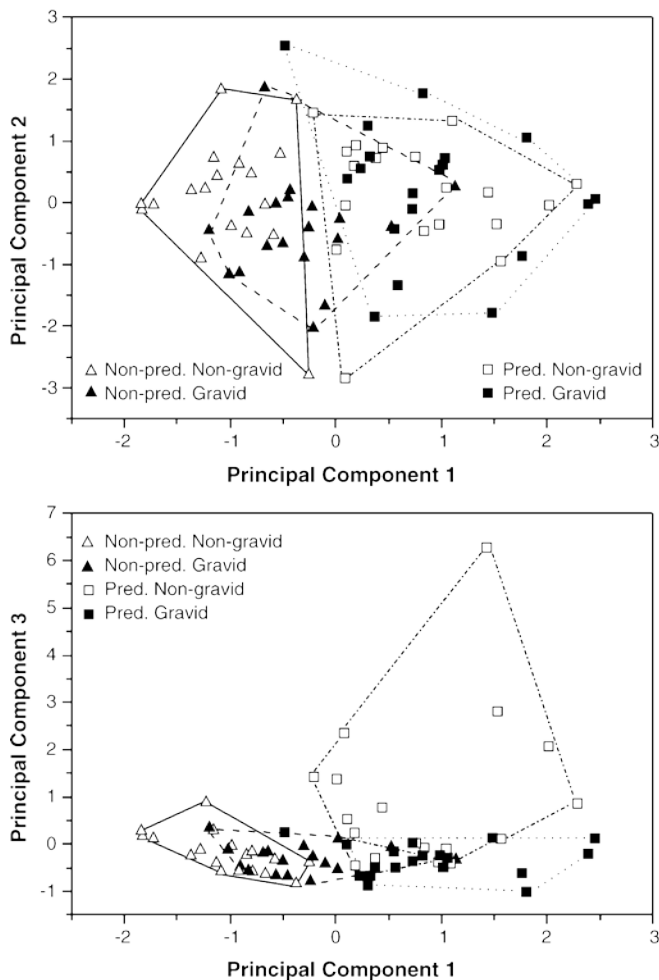 3
2
1
0
-1
-2
-3
Principal Component 2
△ Non-pred. Non-gravid
▲ Non-pred. Gravid
□ Pred. Non-gravid
■ Pred. Gravid
-2 -1 0 1 2 3
Principal Component 1
7
6
5
4
3
2
1
0
-1
Principal Component 3
△ Non-pred. Non-gravid
▲ Non-pred. Gravid
□ Pred. Non-gravid
■ Pred. Gravid
-2 -1 0 1 2 3
Principal Component 1